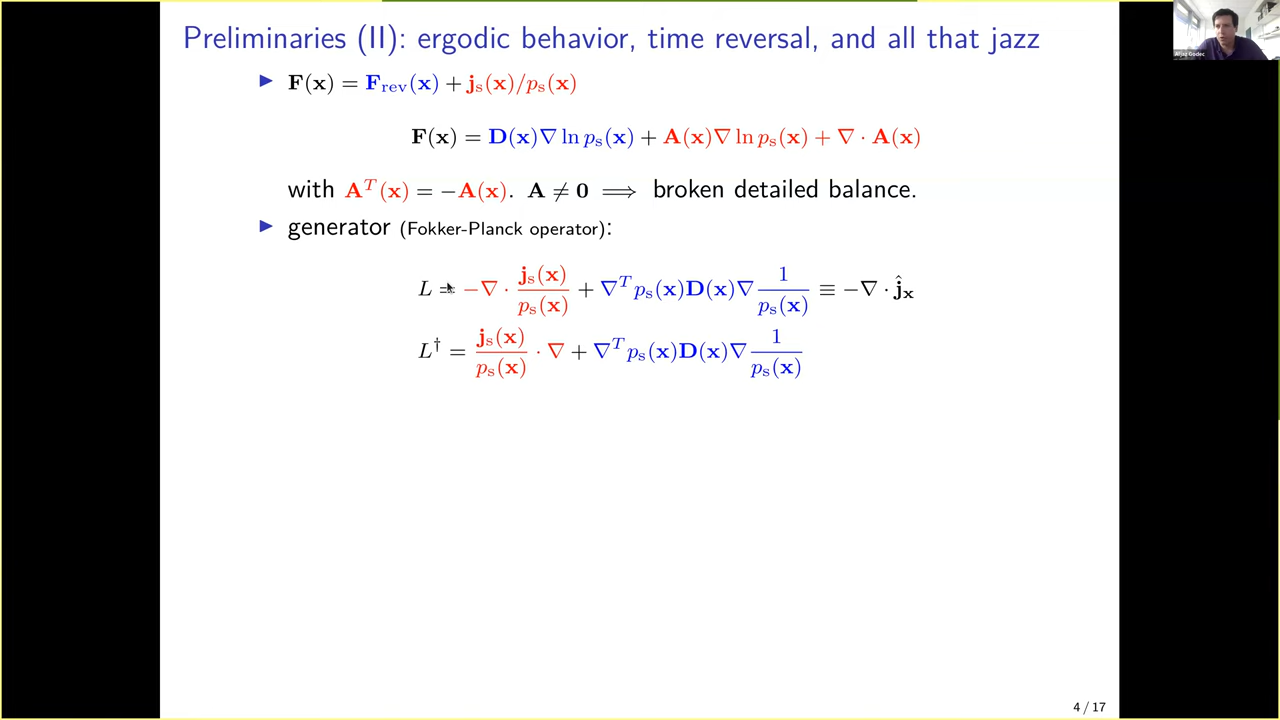 Preliminaries (II): ergodic behavior, time reversal, and all that jazz
▶ F(x) = F_rev(x) + j_s(x)/p_s(x)
F(x) = D(x)∇ ln p_s(x) + A(x)∇ ln p_s(x) + ∇ · A(x)
with A^T(x) = −A(x). A ≠ 0 ⟹ broken detailed balance.
▶ generator (Fokker-Planck operator):
L = −∇ · j_s(x)/p_s(x) + ∇^T p_s(x)D(x)∇ 1/p_s(x) ≡ −∇ · ĵ_x
L† = j_s(x)/p_s(x) · ∇ + ∇^T p_s(x)D(x)∇ 1/p_s(x)
4 / 17
Aljaz Godec